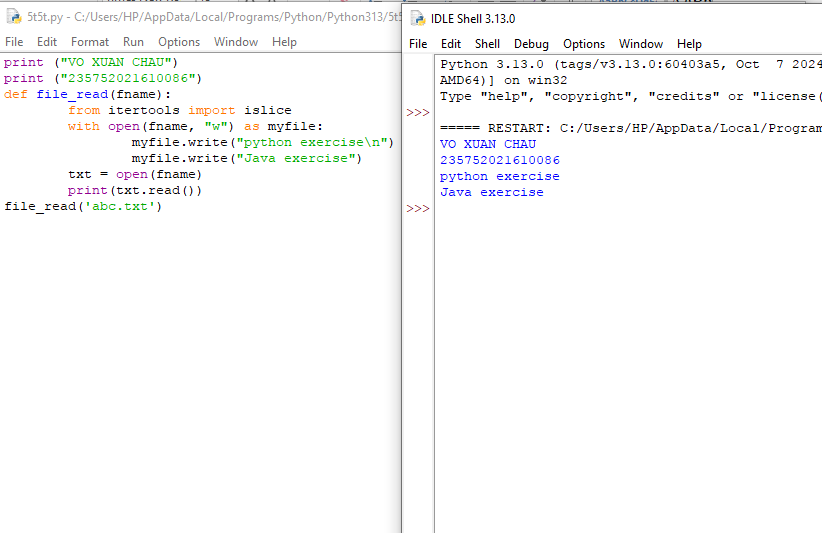 5t5t.py - C:/Users/HP/AppData/Local/Programs/Python/Python313/5t5
File Edit Format Run Options Window Help
print ("VO XUAN CHAU")
print ("235752021610086")
def file_read(fname):
        from itertools import islice
        with open(fname, "w") as myfile:
                myfile.write("python exercise\n")
                myfile.write("Java exercise")
        txt = open(fname)
        print(txt.read())
file_read('abc.txt')
IDLE Shell 3.13.0
File Edit Shell Debug Options Window Help
Python 3.13.0 (tags/v3.13.0:60403a5, Oct  7 2024
AMD64)] on win32
Type "help", "copyright", "credits" or "license(
>>>
===== RESTART: C:/Users/HP/AppData/Local/Program
VO XUAN CHAU
235752021610086
python exercise
Java exercise
>>>